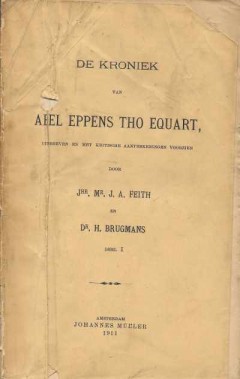 DE KRONIEK
VAN
ABEL EPPENS THO EQUART,
UITGEGEVEN EN MET KRITISCHE AANTEEKENINGEN VOORZIEN
DOOR
JHR. MR. J. A. FEITH
EN
DR. H. BRUGMANS
DEEL I
AMSTERDAM
JOHANNES MÜLLER
1911